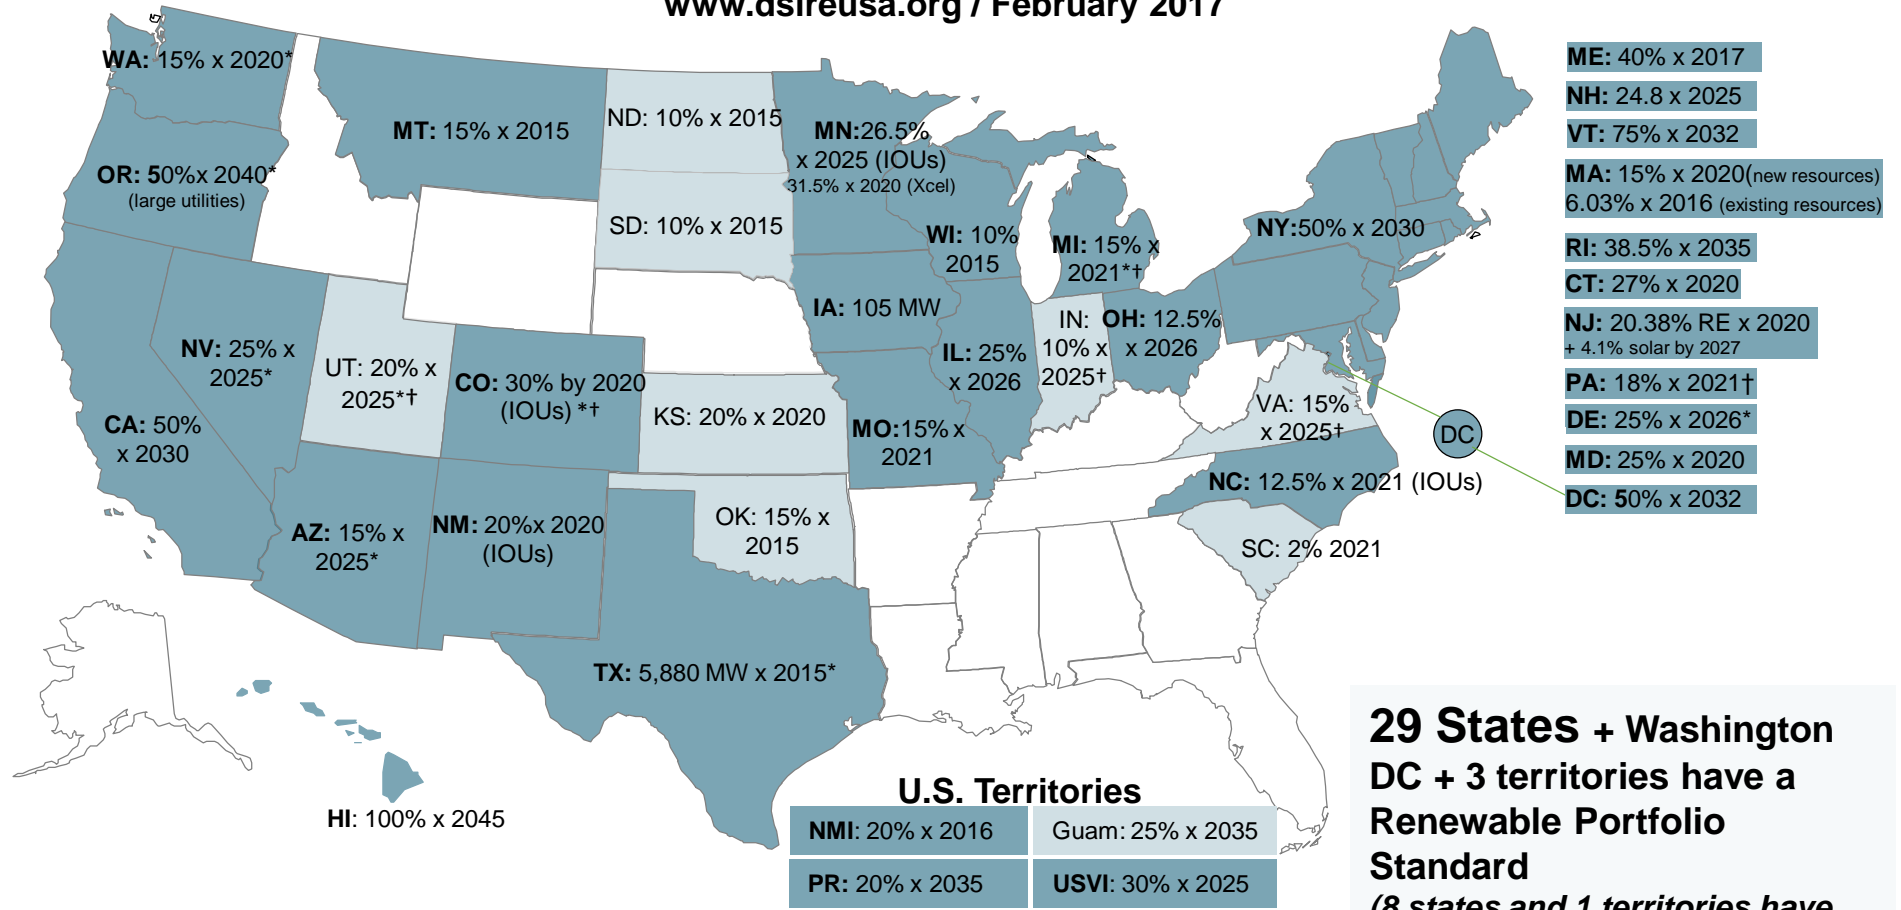 www.dsireusa.org / February 2017
WA: 15% x 2020*
OR: 50%x 2040*
(large utilities)
MT: 15% x 2015
ND: 10% x 2015
SD: 10% x 2015
MN:26.5%
x 2025 (IOUs)
31.5% x 2020 (Xcel)
WI: 10%
2015
MI: 15% x
2021*†
NY:50% x 2030
NV: 25% x
2025*
UT: 20% x
2025*†
CO: 30% by 2020
(IOUs) *†
CA: 50%
x 2030
KS: 20% x 2020
IA: 105 MW
IL: 25%
x 2026
IN:
10% x
2025†
OH: 12.5%
x 2026
MO:15% x
2021
VA: 15%
x 2025†
DC
NC: 12.5% x 2021 (IOUs)
AZ: 15% x
2025*
NM: 20%x 2020
(IOUs)
OK: 15% x
2015
SC: 2% 2021
TX: 5,880 MW x 2015*
HI: 100% x 2045
ME: 40% x 2017
NH: 24.8 x 2025
VT: 75% x 2032
MA: 15% x 2020(new resources)
6.03% x 2016 (existing resources)
RI: 38.5% x 2035
CT: 27% x 2020
NJ: 20.38% RE x 2020
+ 4.1% solar by 2027
PA: 18% x 2021†
DE: 25% x 2026*
MD: 25% x 2020
DC: 50% x 2032
U.S. Territories
NMI: 20% x 2016
Guam: 25% x 2035
PR: 20% x 2035
USVI: 30% x 2025
29 States + Washington
DC + 3 territories have a
Renewable Portfolio
Standard
(8 states and 1 territories have